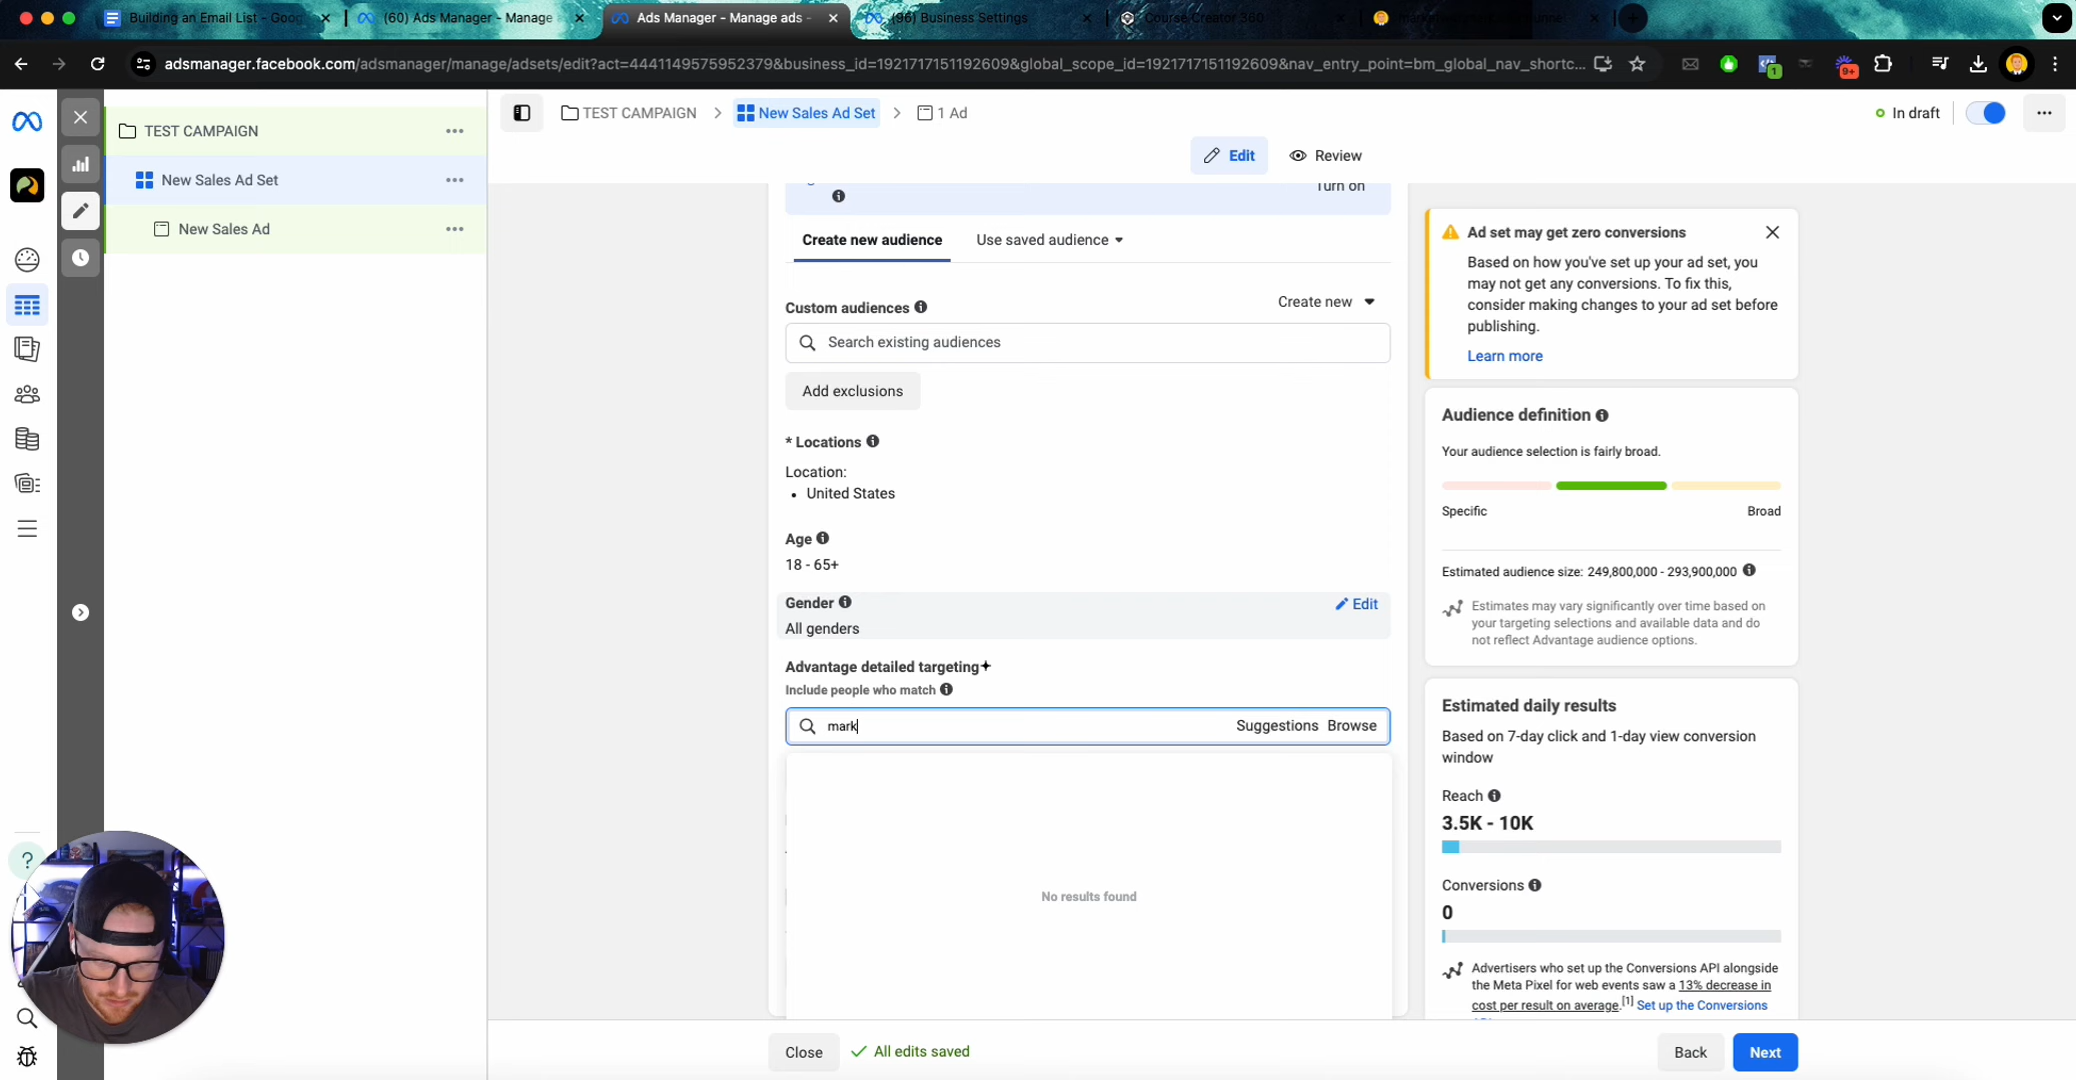 Building an Email List - Goog
(60) Ads Manager - Manage
Ads Manager - Manage ads -
(96) Business Settings
Course Creator 360
adsmanager.facebook.com/adsmanager/manage/adsets/edit?act=4441149575952379&business_id=1921717151192609&global_scope_id=1921717151192609&nav_entry_point=bm_global_nav_shortc...
1
9+
TEST CAMPAIGN
New Sales Ad Set
New Sales Ad
TEST CAMPAIGN > New Sales Ad Set > 1 Ad
In draft
Edit
Review
Turn on
Create new audience
Use saved audience
Custom audiences
Create new
Search existing audiences
Add exclusions
* Locations
Location:
• United States
Age
18 - 65+
Gender
Edit
All genders
Advantage detailed targeting+
Include people who match
mark
Suggestions Browse
No results found
Ad set may get zero conversions
Based on how you've set up your ad set, you
may not get any conversions. To fix this,
consider making changes to your ad set before
publishing.
Learn more
Audience definition
Your audience selection is fairly broad.
Specific
Broad
Estimated audience size: 249,800,000 - 293,900,000
Estimates may vary significantly over time based on
your targeting selections and available data and do
not reflect Advantage audience options.
Estimated daily results
Based on 7-day click and 1-day view conversion
window
Reach
3.5K - 10K
Conversions
0
Advertisers who set up the Conversions API alongside
the Meta Pixel for web events saw a 13% decrease in
cost per result on average.[1] Set up the Conversions
Close
All edits saved
Back
Next